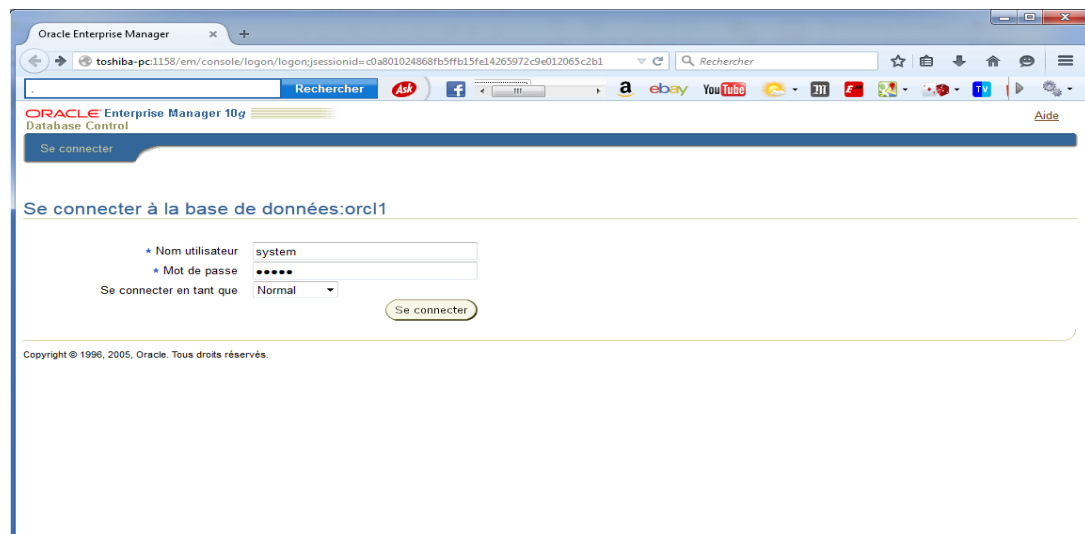 Oracle Enterprise Manager
toshiba-pc:1158/em/console/logon/logon;jsessionid=c0a801024868fb5ffb15fe14265972c9e012065c2b1
Rechercher
Rechercher
Ask
a ebay YouTube
TV
ORACLE Enterprise Manager 10g
Database Control
Aide
Se connecter
Se connecter à la base de données:orcl1
* Nom utilisateur system
* Mot de passe •••••
Se connecter en tant que Normal
Se connecter
Copyright © 1996, 2005, Oracle. Tous droits réservés.